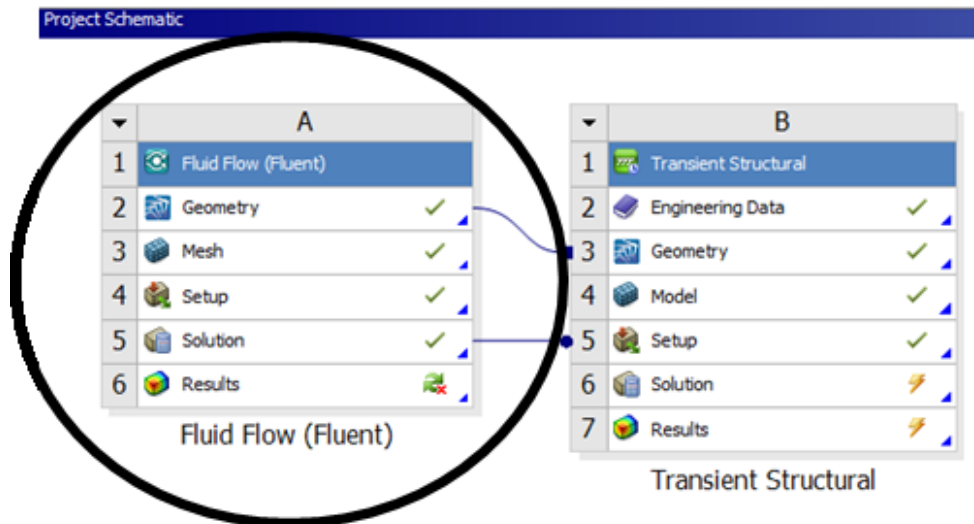 Project Schematic
A
1 Fluid Flow (Fluent)
2 Geometry
3 Mesh
4 Setup
5 Solution
6 Results
Fluid Flow (Fluent)
B
1 Transient Structural
2 Engineering Data
3 Geometry
4 Model
5 Setup
6 Solution
7 Results
Transient Structural